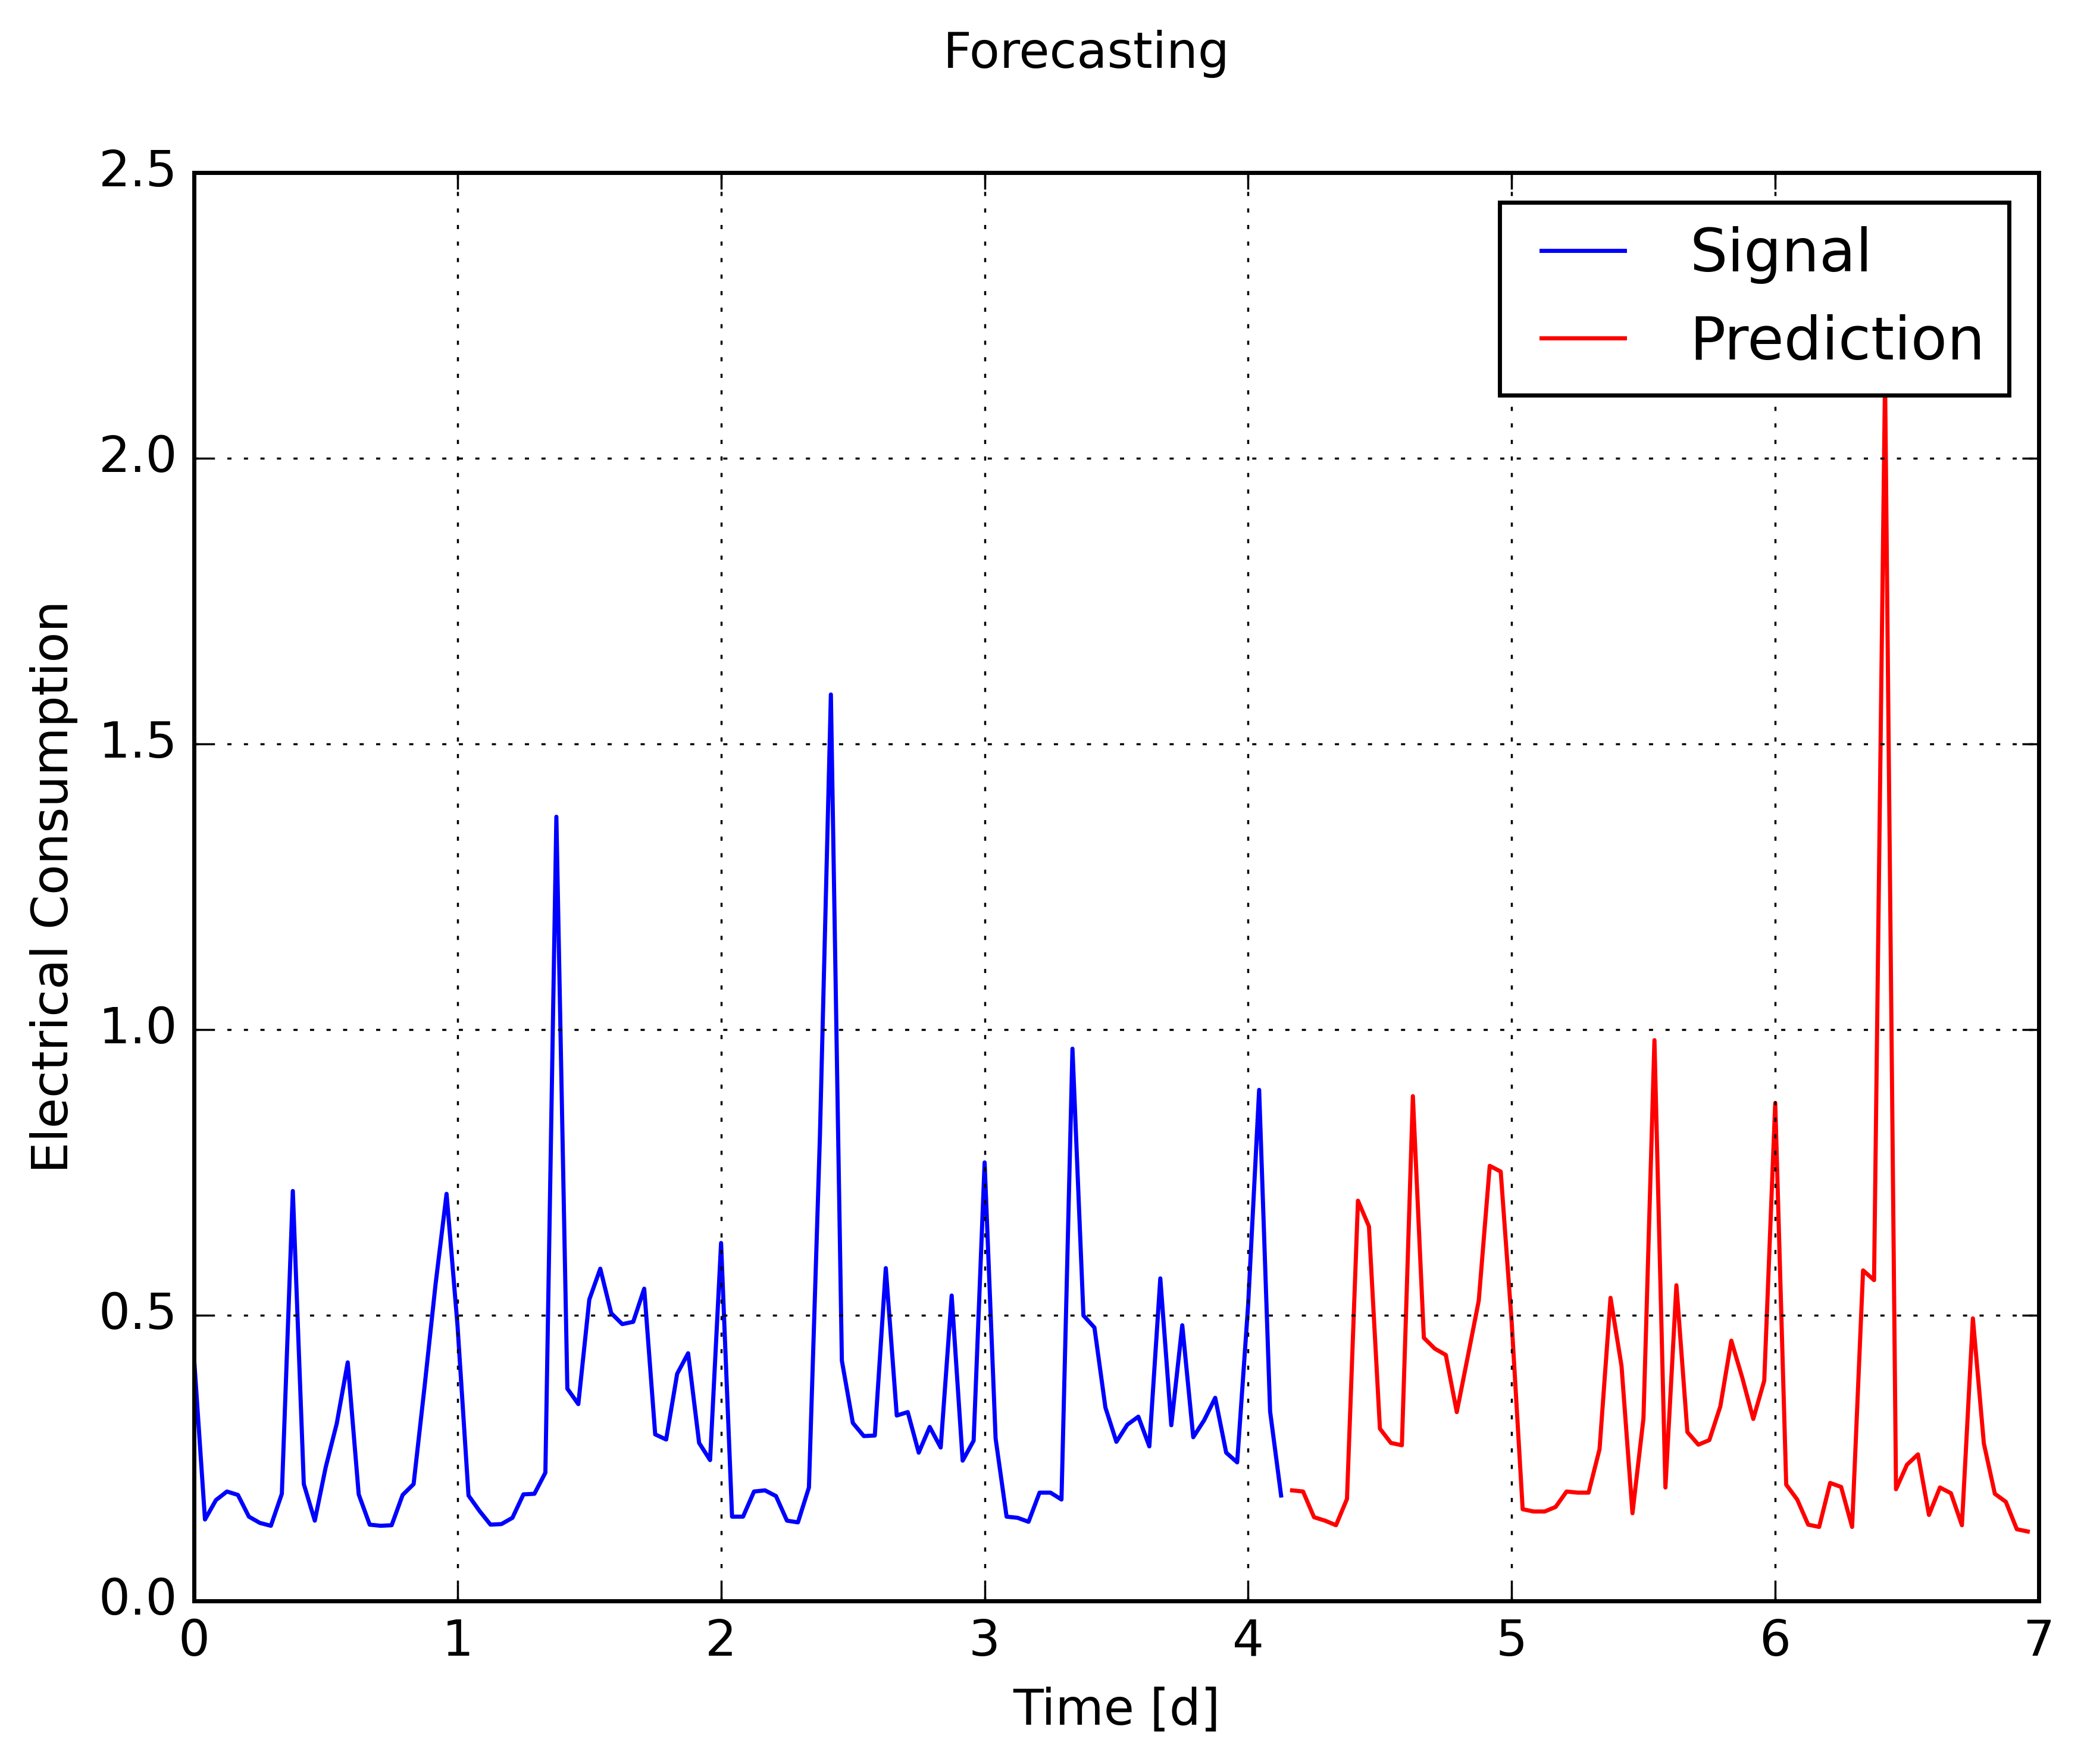 Forecasting
2.5
2.0
1.5
1.0
0.5
0.0
Electrical Consumption
Signal
Prediction
0 1 2 3 4 5 6 7
Time [d]